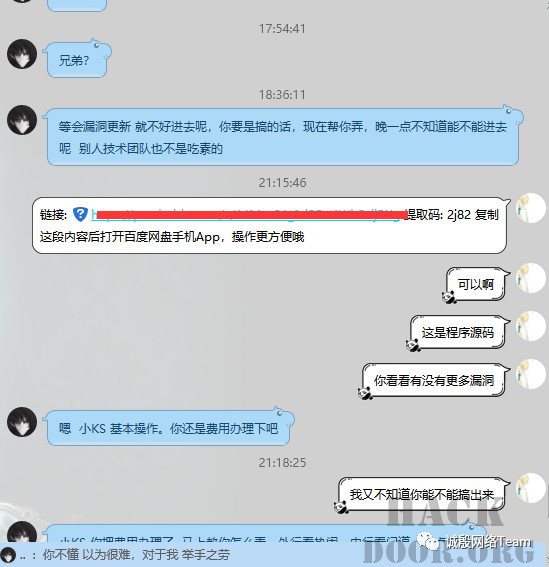 17:54:41
兄弟?
18:36:11
等会漏洞更新 就不好进去呢，你要是搞的话，现在帮你弄，晚一点不知道能不能进去
呢  别人技术团队也不是吃素的
21:15:46
链接: 提取码: 2j82 复制
这段内容后打开百度网盘手机App，操作更方便哦
可以啊
这是程序源码
你看看有没有更多漏洞
嗯  小KS 基本操作。你还是费用办理下吧
21:18:25
我又不知道你能不能搞出来
小KS 你把费用办理了
HACK
DOOR.ORG
诚殷网络Team
.. : 你不懂 以为很难，对于我 举手之劳